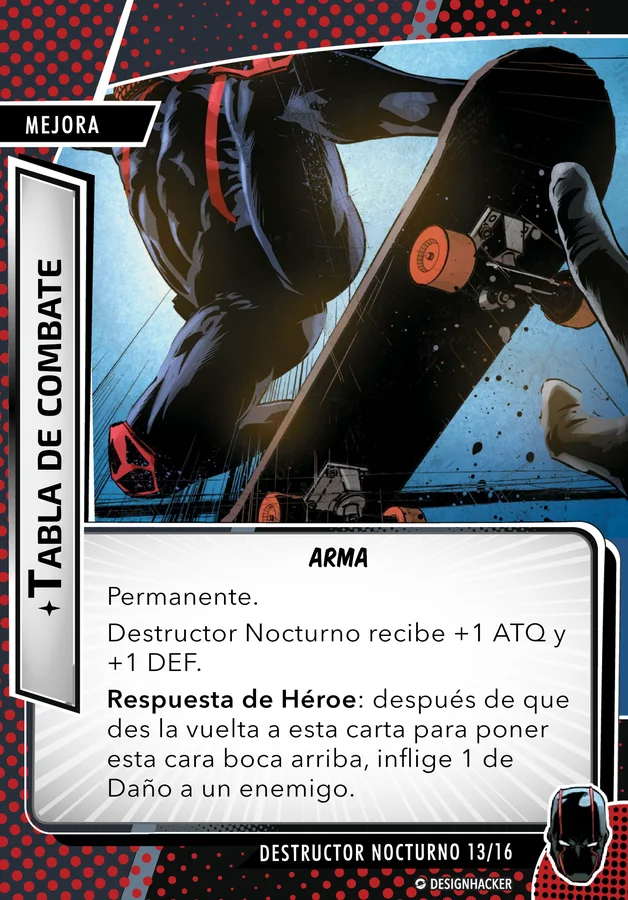 MEJORA
TABLA DE COMBATE
ARMA
Permanente.
Destructor Nocturno recibe +1 ATQ y
+1 DEF.
Respuesta de Héroe: después de que
des la vuelta a esta carta para poner
esta cara boca arriba, inflige 1 de
Daño a un enemigo.
DESTRUCTOR NOCTURNO 13/16
DESIGNHACKER